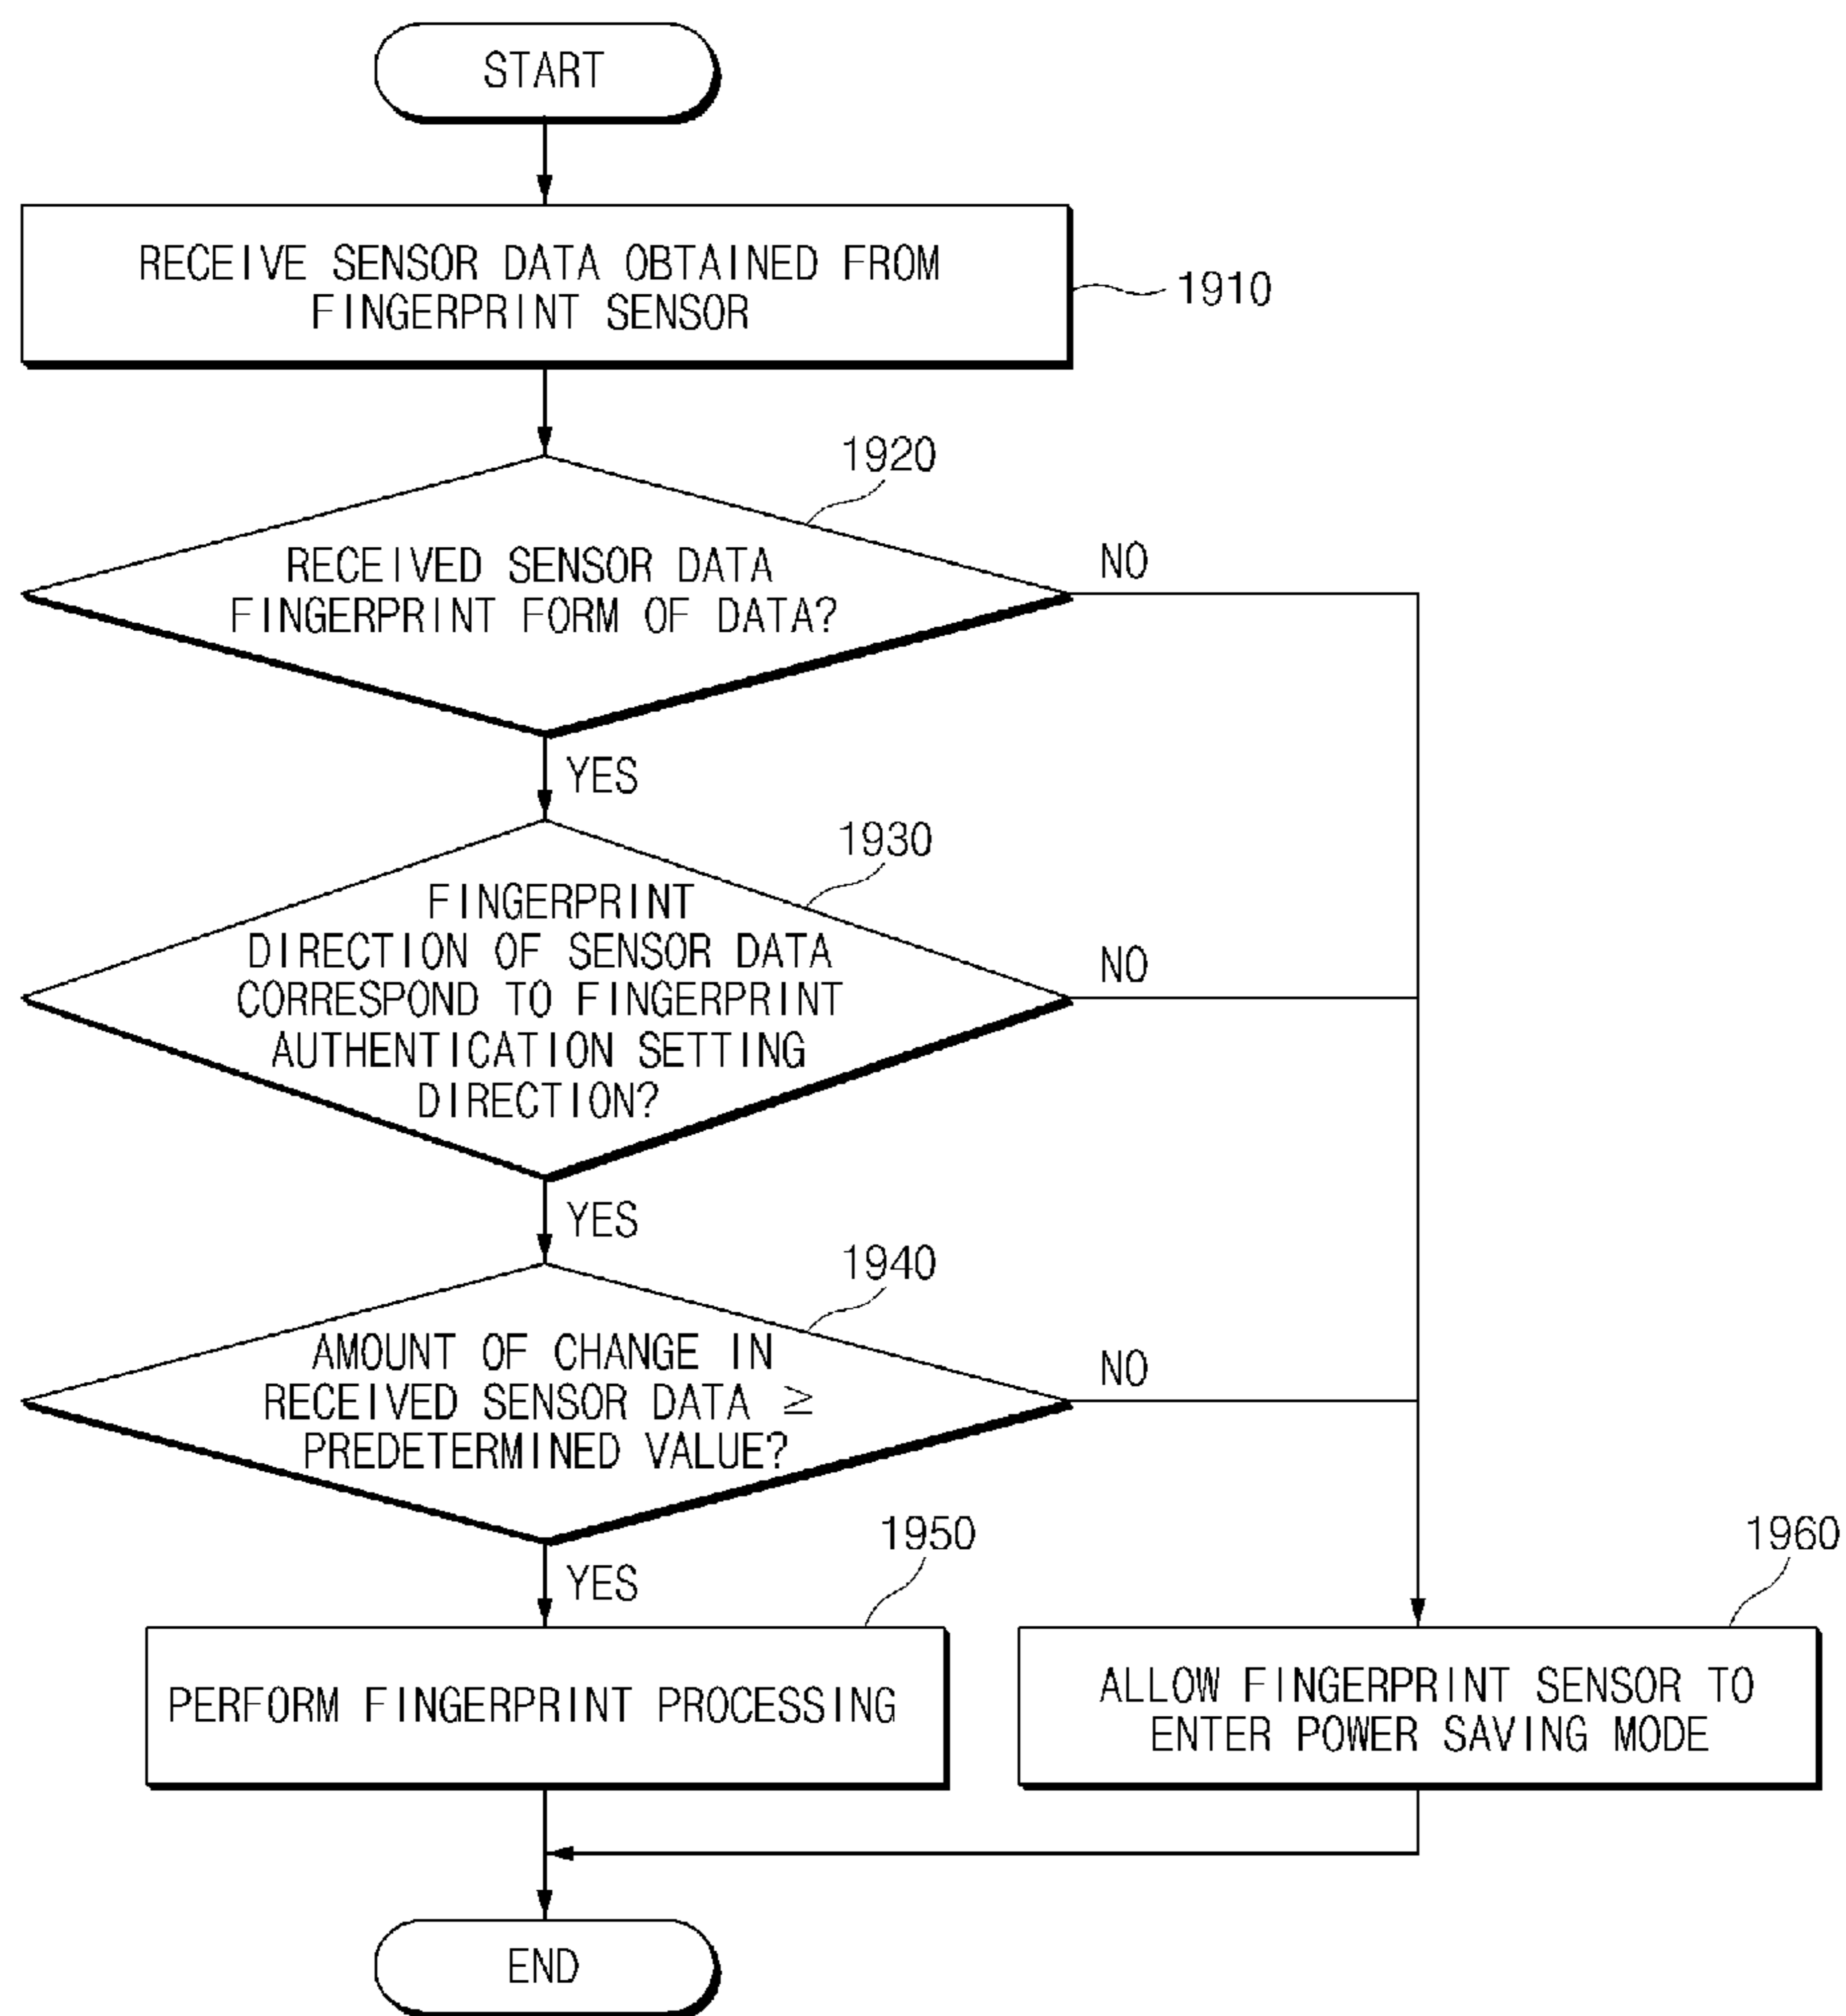 START
RECEIVE SENSOR DATA OBTAINED FROM
FINGERPRINT SENSOR
1910
1920
RECEIVED SENSOR DATA
FINGERPRINT FORM OF DATA?
NO
YES
1930
FINGERPRINT
DIRECTION OF SENSOR DATA
CORRESPOND TO FINGERPRINT
AUTHENTICATION SETTING
DIRECTION?
NO
YES
1940
AMOUNT OF CHANGE IN
RECEIVED SENSOR DATA ≥
PREDETERMINED VALUE?
NO
YES
1950
PERFORM FINGERPRINT PROCESSING
1960
ALLOW FINGERPRINT SENSOR TO
ENTER POWER SAVING MODE
END